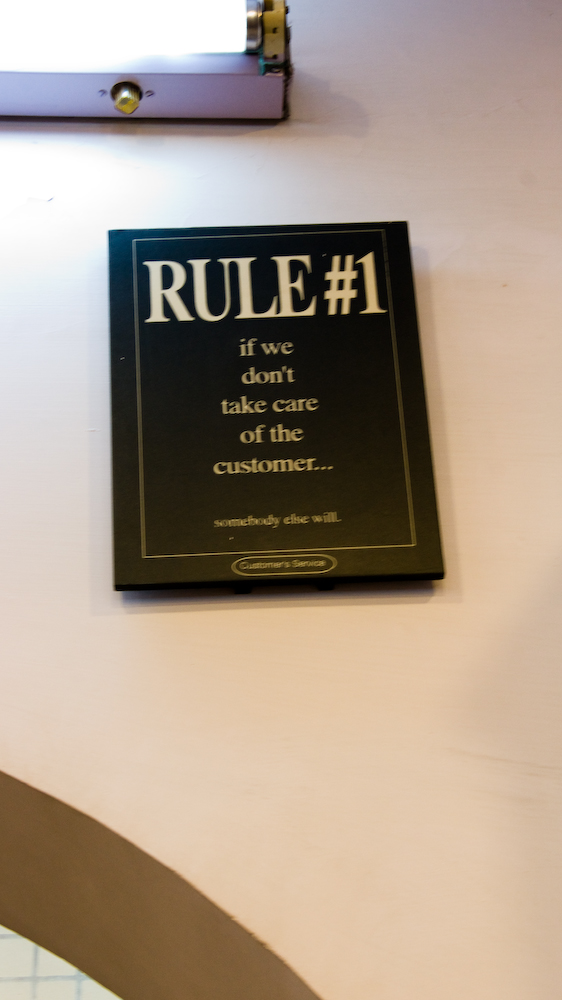 RULE #1
if we
don't
take care
of the
customer...
somebody else will.
Customer's Service